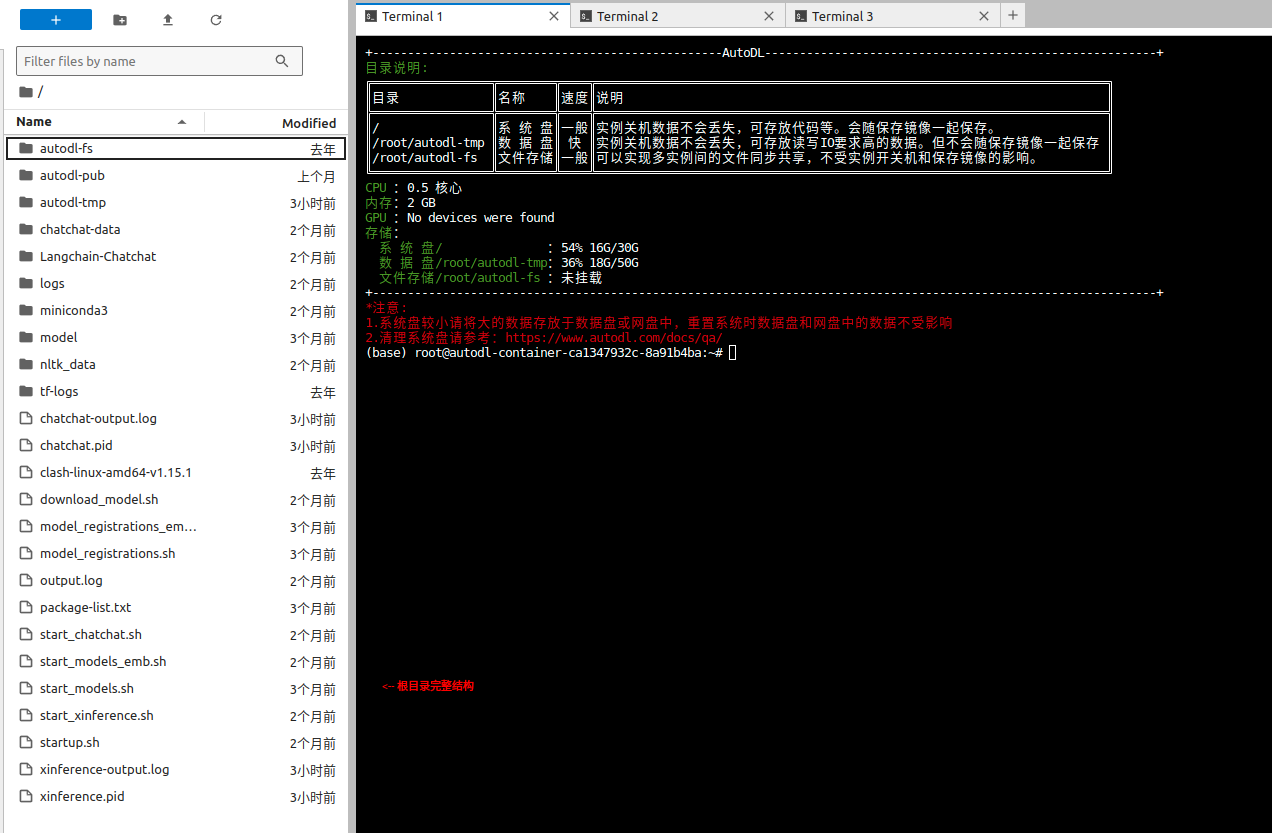 Filter files by name
/
Name Modified
autodl-fs 去年
autodl-pub 上个月
autodl-tmp 3小时前
chatchat-data 2个月前
Langchain-Chatchat 2个月前
logs 2个月前
miniconda3 2个月前
model 3个月前
nltk_data 2个月前
tf-logs 去年
chatchat-output.log 3小时前
chatchat.pid 3小时前
clash-linux-amd64-v1.15.1 去年
download_model.sh 2个月前
model_registrations_em... 3个月前
model_registrations.sh 3个月前
output.log 2个月前
package-list.txt 3个月前
start_chatchat.sh 2个月前
start_models_emb.sh 2个月前
start_models.sh 3个月前
start_xinference.sh 2个月前
startup.sh 2个月前
xinference-output.log 3小时前
xinference.pid 3小时前
Terminal 1 Terminal 2 Terminal 3
+--------------------------------------------------AutoDL--------------------------------------------------------+
目录说明:
目录 名称 速度 说明
/ 系 统 盘 一般 实例关机数据不会丢失，可存放代码等。会随保存镜像一起保存。
/root/autodl-tmp 数 据 盘 快 实例关机数据不会丢失，可存放读写IO要求高的数据。但不会随保存镜像一起保存
/root/autodl-fs 文件存储 一般 可以实现多实例间的文件同步共享，不受实例开关机和保存镜像的影响。
CPU ：0.5 核心
内存：2 GB
GPU ：No devices were found
存储：
系 统 盘/ ：54% 16G/30G
数 据 盘/root/autodl-tmp：36% 18G/50G
文件存储/root/autodl-fs ：未挂载
+----------------------------------------------------------------------------------------------------------------+
*注意:
1.系统盘较小请将大的数据存放于数据盘或网盘中，重置系统时数据盘和网盘中的数据不受影响
2.清理系统盘请参考：https://www.autodl.com/docs/qa/
(base) root@autodl-container-ca1347932c-8a91b4ba:~#
<-- 根目录完整结构